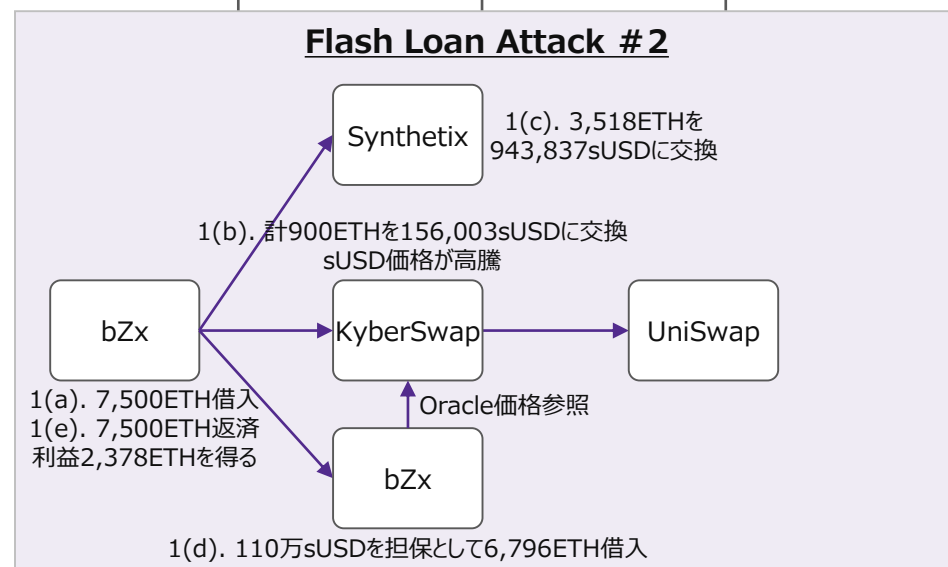 Flash Loan Attack #2
Synthetix
1(c). 3,518ETHを
943,837sUSDに交換
1(b). 計900ETHを156,003sUSDに交換
sUSD価格が高騰
bZx
KyberSwap
UniSwap
1(a). 7,500ETH借入
1(e). 7,500ETH返済
利益2,378ETHを得る
Oracle価格参照
bZx
1(d). 110万sUSDを担保として6,796ETH借入